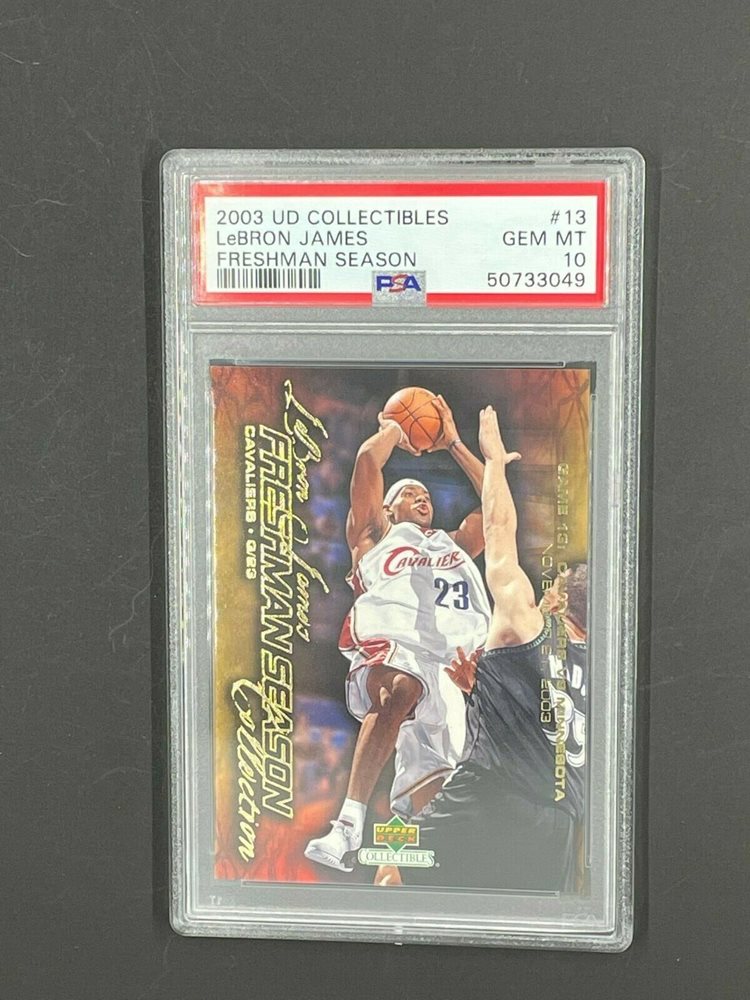 2003 UD COLLECTIBLES #13
LeBRON JAMES GEM MT
FRESHMAN SEASON 10
PSA 50733049
LeBron James
FRESHMAN SEASON
CAVALIERS • G/23
Collection
CAVALIERS
23
MINNESOTA
2003
UPPER
DECK
COLLECTIBLES